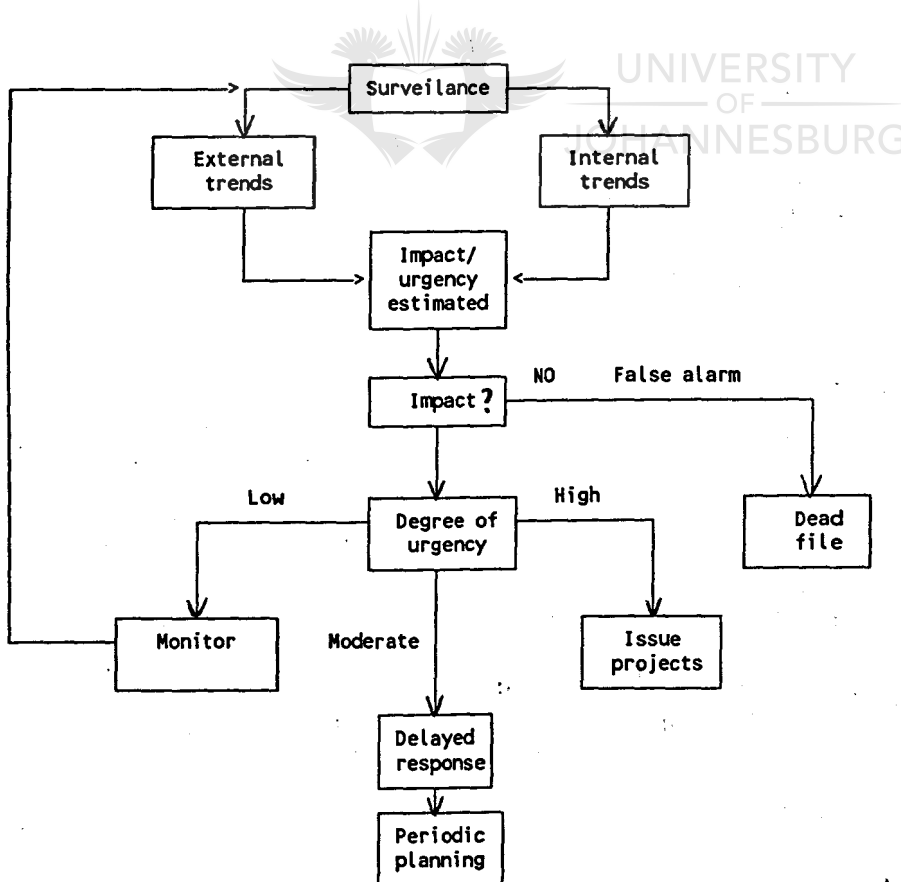 UNIVERSITY
OF
JOHANNESBURG
Surveilance
External
trends
Internal
trends
Impact/
urgency
estimated
Impact?
NO False alarm
Low
High
Degree of
urgency
Dead
file
Monitor
Moderate
Issue
projects
Delayed
response
Periodic
planning